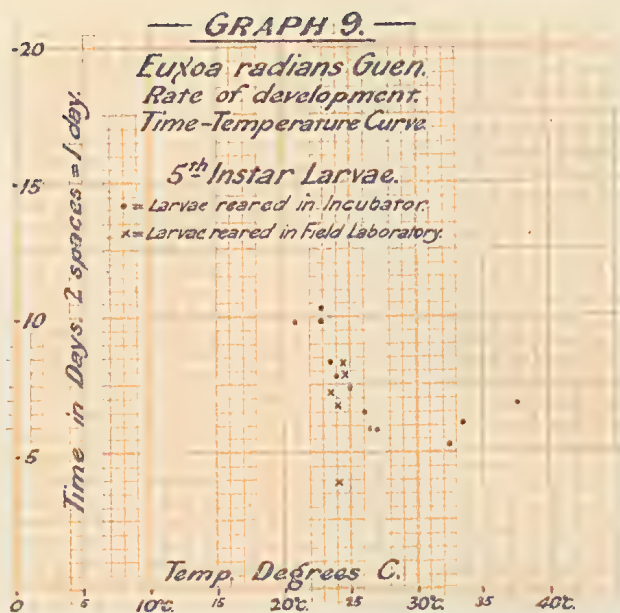 — GRAPH 9. —
Euxoa radians Guen.
Rate of development.
Time-Temperature Curve
5th Instar Larvae.
• = Larvae reared in Incubator.
x = Larvae reared in Field Laboratory.
Time in Days. 2 spaces = 1 day.
20
15
10
5
0
Temp. Degrees C.
0 5 10°C. 15 20°C. 25 30°C. 35 40°C.